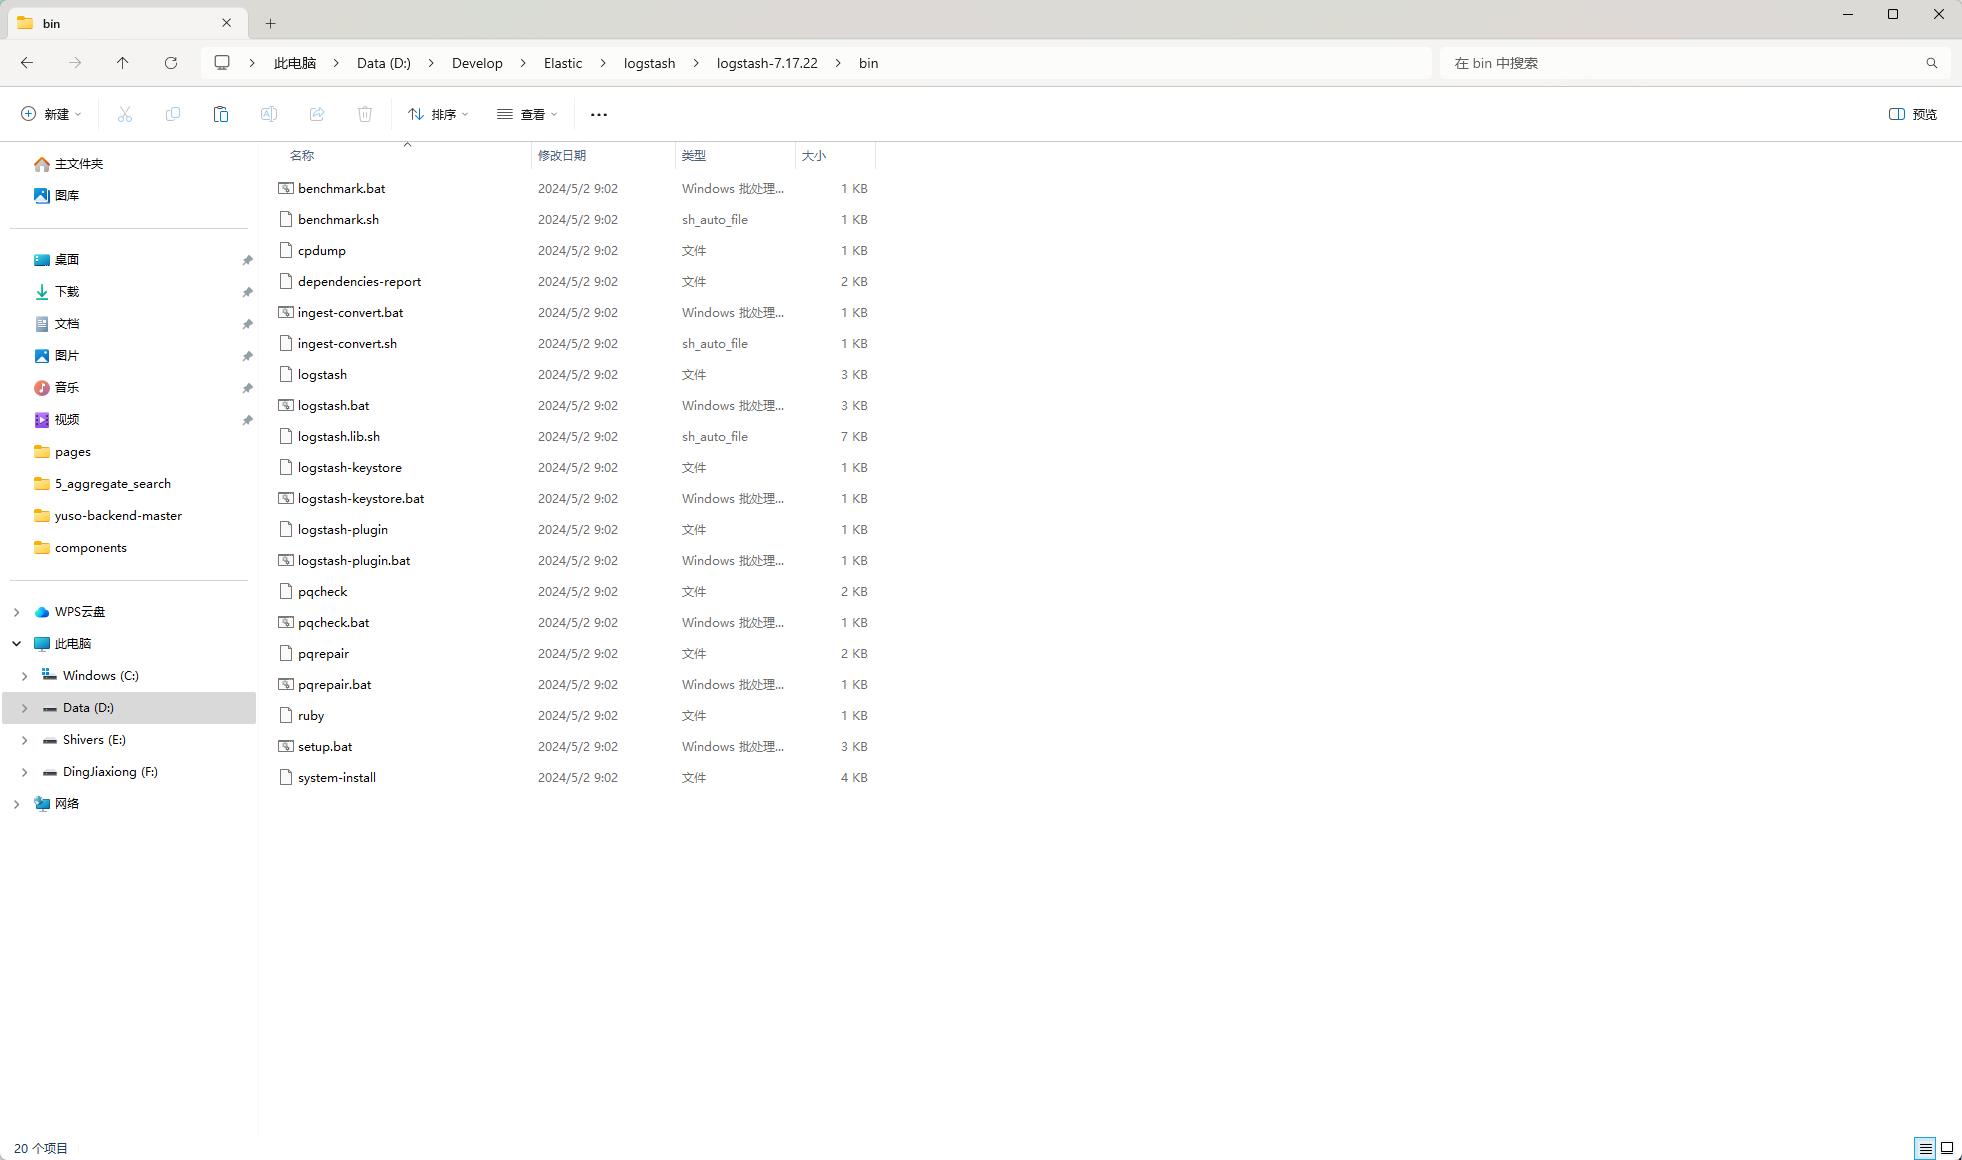 bin
此电脑 Data (D:) Develop Elastic logstash logstash-7.17.22 bin
在 bin 中搜索
新建 排序 查看 ··· 预览
主文件夹
图库
桌面
下载
文档
图片
音乐
视频
pages
5_aggregate_search
yuso-backend-master
components
WPS云盘
此电脑
Windows (C:)
Data (D:)
Shivers (E:)
DingJiaxiong (F:)
网络
名称 修改日期 类型 大小
benchmark.bat 2024/5/2 9:02 Windows 批处理... 1 KB
benchmark.sh 2024/5/2 9:02 sh_auto_file 1 KB
cpdump 2024/5/2 9:02 文件 1 KB
dependencies-report 2024/5/2 9:02 文件 2 KB
ingest-convert.bat 2024/5/2 9:02 Windows 批处理... 1 KB
ingest-convert.sh 2024/5/2 9:02 sh_auto_file 1 KB
logstash 2024/5/2 9:02 文件 3 KB
logstash.bat 2024/5/2 9:02 Windows 批处理... 3 KB
logstash.lib.sh 2024/5/2 9:02 sh_auto_file 7 KB
logstash-keystore 2024/5/2 9:02 文件 1 KB
logstash-keystore.bat 2024/5/2 9:02 Windows 批处理... 1 KB
logstash-plugin 2024/5/2 9:02 文件 1 KB
logstash-plugin.bat 2024/5/2 9:02 Windows 批处理... 1 KB
pqcheck 2024/5/2 9:02 文件 2 KB
pqcheck.bat 2024/5/2 9:02 Windows 批处理... 1 KB
pqrepair 2024/5/2 9:02 文件 2 KB
pqrepair.bat 2024/5/2 9:02 Windows 批处理... 1 KB
ruby 2024/5/2 9:02 文件 1 KB
setup.bat 2024/5/2 9:02 Windows 批处理... 3 KB
system-install 2024/5/2 9:02 文件 4 KB
20 个项目